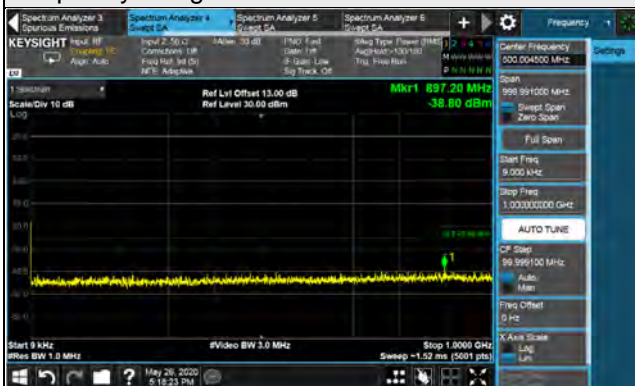 Spectrum Analyzer 3
Spurious Emissions
Spectrum Analyzer 4
Swept SA
Spectrum Analyzer 5
Swept SA
Spectrum Analyzer 6
Swept SA
+
Frequency
KEYSIGHT
Input: RF
Align: Auto
Input Z: 50 Ω
Corrections: Off
Freq Ref: Int (S)
NFE: Adaptive
#Atten: 30 dB
PNO: Fast
Gate: Off
IF Gain: Low
Sig Track: Off
#Avg Type: Power (RMS)
Avg|Hold:>100/100
Trig: Free Run
1 Spectrum
Scale/Div 10 dB
Log
Ref Lvl Offset 13.00 dB
Ref Level 30.00 dBm
Mkr1 897.20 MHz
-38.80 dBm
1
Start 9 kHz
#Res BW 1.0 MHz
#Video BW 3.0 MHz
Stop 1.0000 GHz
Sweep ~1.52 ms (5001 pts)
Center Frequency
500.004500 MHz
Settings
Span
999.991000 MHz
Swept Span
Zero Span
Full Span
Start Freq
9.000 kHz
Stop Freq
1.000000000 GHz
AUTO TUNE
CF Step
99.999100 MHz
Auto
Man
Freq Offset
0 Hz
X Axis Scale
Log
Lin
?
May 26, 2020
5:18:23 PM